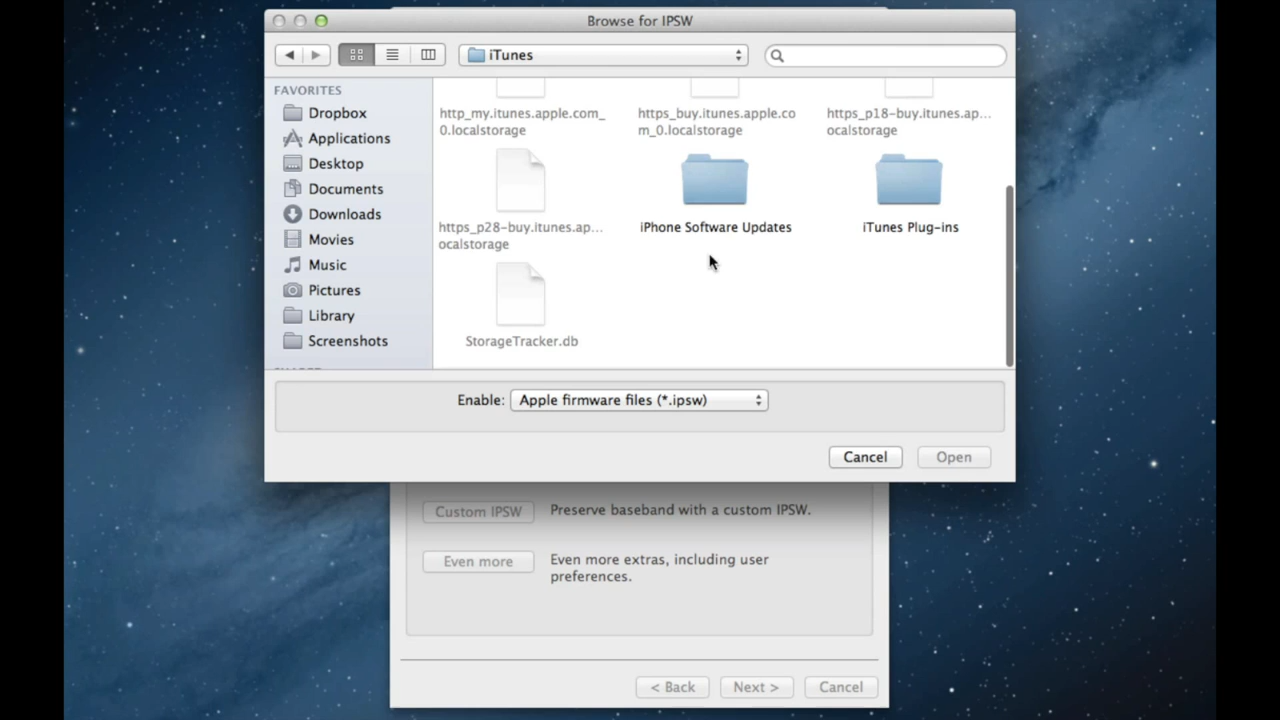 Browse for IPSW
iTunes
FAVORITES
Dropbox
Applications
Desktop
Documents
Downloads
Movies
Music
Pictures
Library
Screenshots
http_my.itunes.apple.com_
0.localstorage
https_buy.itunes.apple.co
m_0.localstorage
https_p18-buy.itunes.ap...
ocalstorage
https_p28-buy.itunes.ap...
ocalstorage
iPhone Software Updates
iTunes Plug-ins
StorageTracker.db
Enable: Apple firmware files (*.ipsw)
Cancel
Open
Custom IPSW
Preserve baseband with a custom IPSW.
Even more
Even more extras, including user
preferences.
< Back
Next >
Cancel